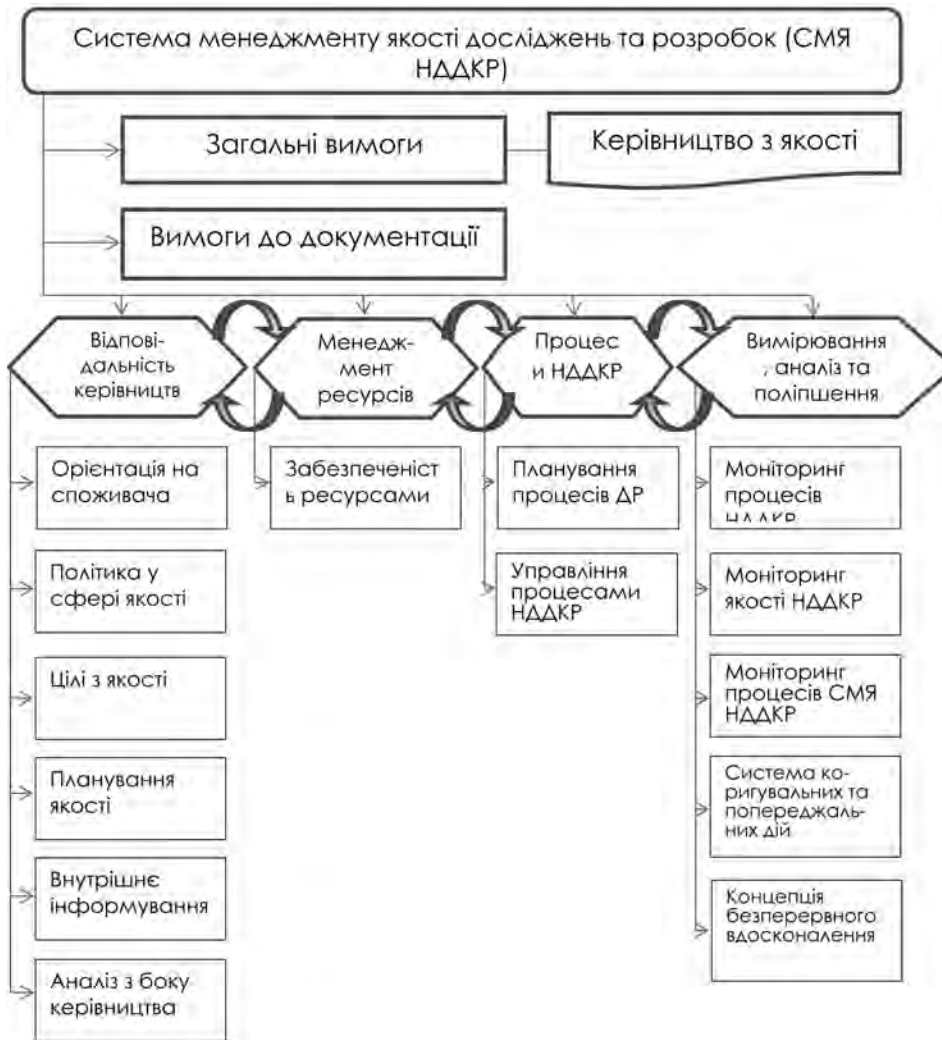 Система менеджменту якості досліджень та розробок (СМЯ
НДДКР)
Загальні вимоги
Керівництво з якості
Вимоги до документації
Відпові-
дальність
керівництв
Менедж-
мент
ресурсів
Процес
и НДДКР
Вимірювання
, аналіз та
поліпшення
Орієнтація на
споживача
Політика у
сфері якості
Цілі з якості
Планування
якості
Внутрішнє
інформування
Аналіз з боку
керівництва
Забезпеченіст
ь ресурсами
Планування
процесів ДР
Управління
процесами
НДДКР
Моніторинг
процесів
НДДКР
Моніторинг
якості НДДКР
Моніторинг
процесів СМЯ
НДДКР
Система ко-
ригувальних та
попереджаль-
них дій
Концепція
безперервного
вдосконалення